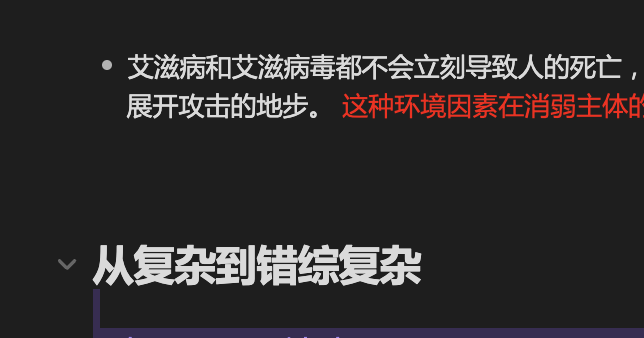 艾滋病和艾滋病毒都不会立刻导致人的死亡，
展开攻击的地步。 这种环境因素在消弱主体的
从复杂到错综复杂